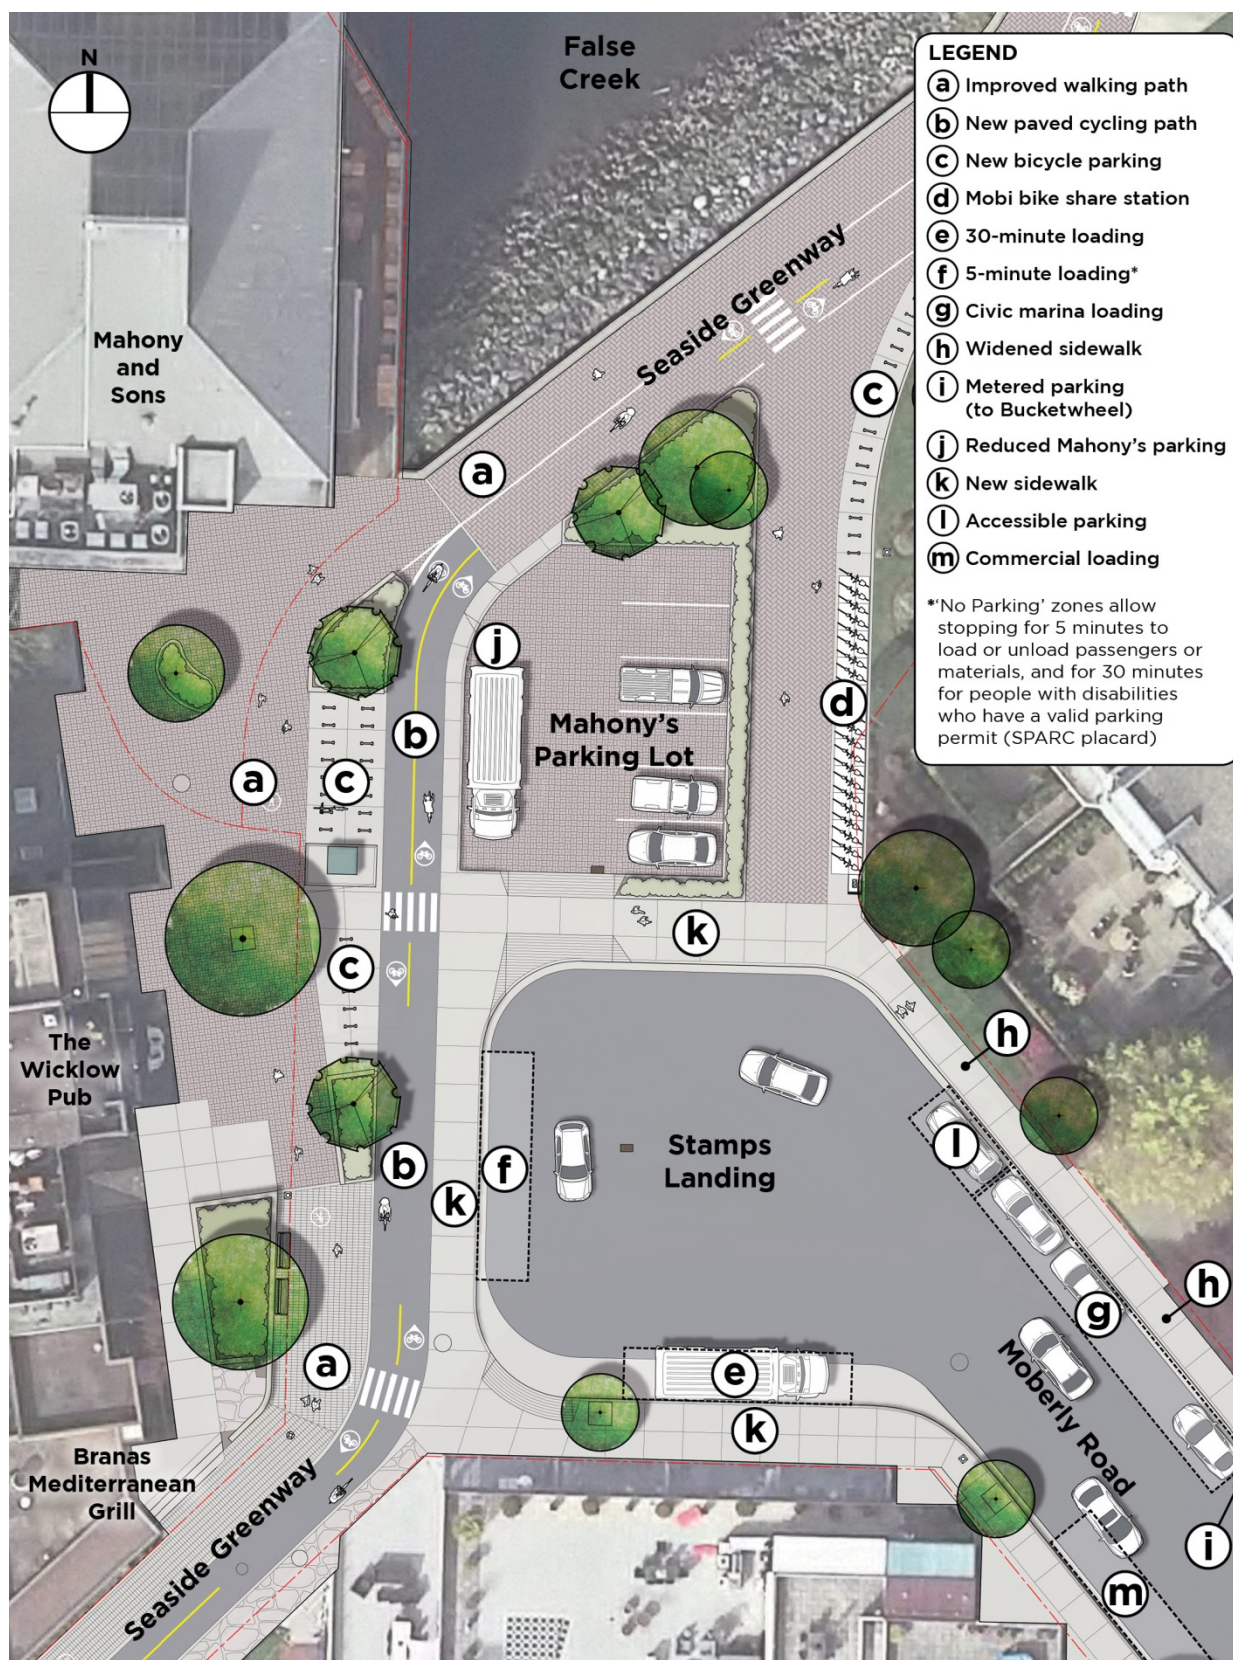 N
False
Creek
LEGEND
a Improved walking path
b New paved cycling path
c New bicycle parking
d Mobi bike share station
e 30-minute loading
f 5-minute loading*
g Civic marina loading
h Widened sidewalk
i Metered parking
(to Bucketwheel)
j Reduced Mahony's parking
k New sidewalk
l Accessible parking
m Commercial loading
*'No Parking' zones allow
stopping for 5 minutes to
load or unload passengers or
materials, and for 30 minutes
for people with disabilities
who have a valid parking
permit (SPARC placard)
Mahony
and
Sons
Seaside Greenway
c
a
j
d
b
Mahony's
Parking Lot
a
c
k
c
The
Wicklow
Pub
h
l
f
Stamps
Landing
b
k
h
g
a
e
Moberly Road
k
Branas
Mediterranean
Grill
Seaside Greenway
i
m